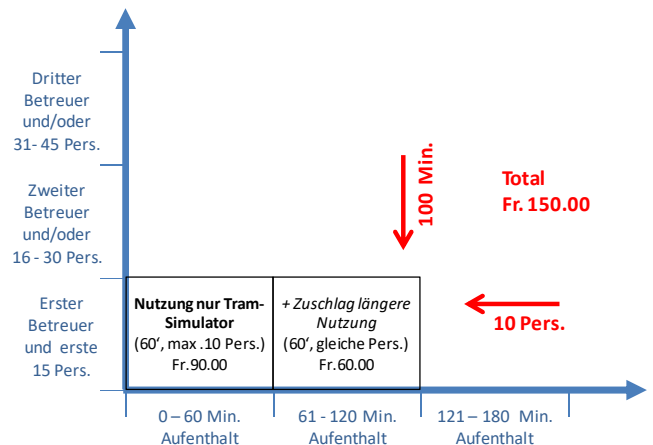 Dritter
Betreuer
und/oder
31- 45 Pers.
Zweiter
Betreuer
und/oder
16 - 30 Pers.
Erster
Betreuer
und erste
15 Pers.
100 Min.
Total
Fr. 150.00
10 Pers.
Nutzung nur Tram-
Simulator
(60‘, max .10 Pers.)
Fr.90.00
+ Zuschlag längere
Nutzung
(60‘, gleiche Pers.)
Fr.60.00
0 – 60 Min.
Aufenthalt
61 - 120 Min.
Aufenthalt
121 – 180 Min.
Aufenthalt